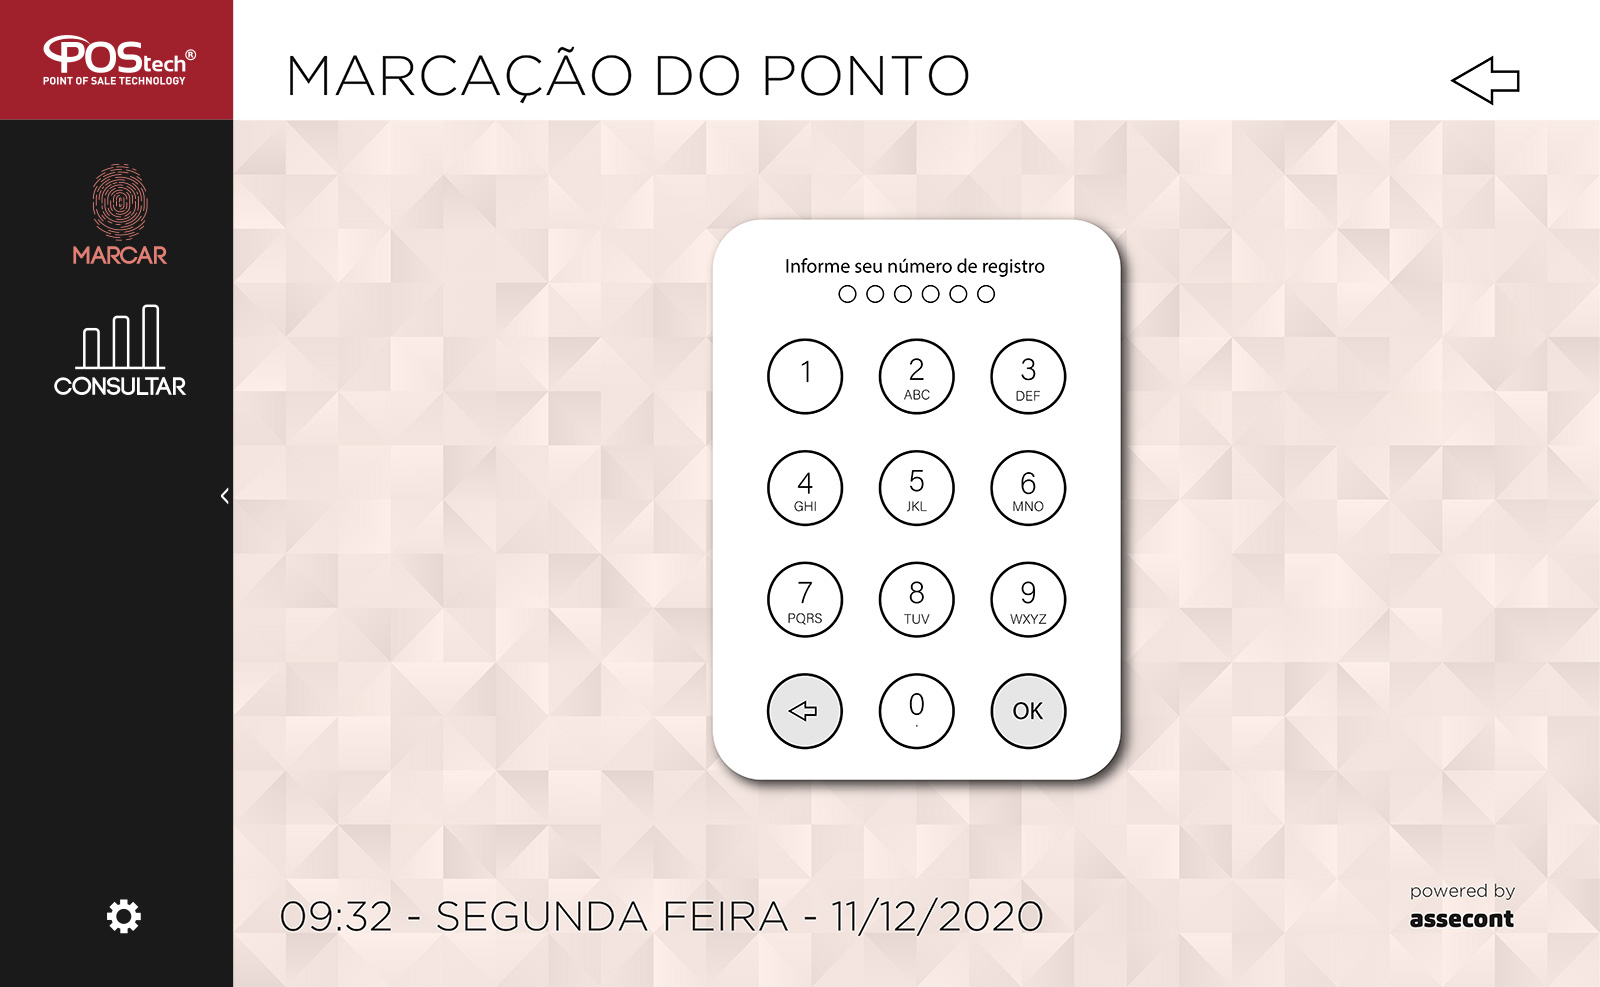 POStech®
POINT OF SALE TECHNOLOGY
MARCAÇÃO DO PONTO
MARCAR
CONSULTAR
Informe seu número de registro
1
2
ABC
3
DEF
4
GHI
5
JKL
6
MNO
7
PQRS
8
TUV
9
WXYZ
0
.
OK
09:32 - SEGUNDA FEIRA - 11/12/2020
powered by
assecont